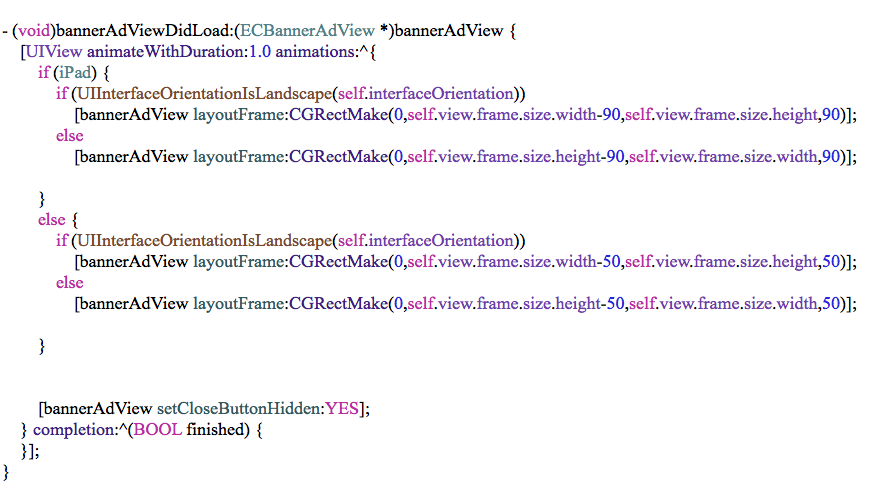 - (void)bannerAdViewDidLoad:(ECBannerAdView *)bannerAdView {
[UIView animateWithDuration:1.0 animations:^{
if (iPad) {
if (UIInterfaceOrientationIsLandscape(self.interfaceOrientation))
[bannerAdView layoutFrame:CGRectMake(0,self.view.frame.size.width-90,self.view.frame.size.height,90)];
else
[bannerAdView layoutFrame:CGRectMake(0,self.view.frame.size.height-90,self.view.frame.size.width,90)];
}
else {
if (UIInterfaceOrientationIsLandscape(self.interfaceOrientation))
[bannerAdView layoutFrame:CGRectMake(0,self.view.frame.size.width-50,self.view.frame.size.height,50)];
else
[bannerAdView layoutFrame:CGRectMake(0,self.view.frame.size.height-50,self.view.frame.size.width,50)];
}
[bannerAdView setCloseButtonHidden:YES];
} completion:^(BOOL finished) {
}];
}